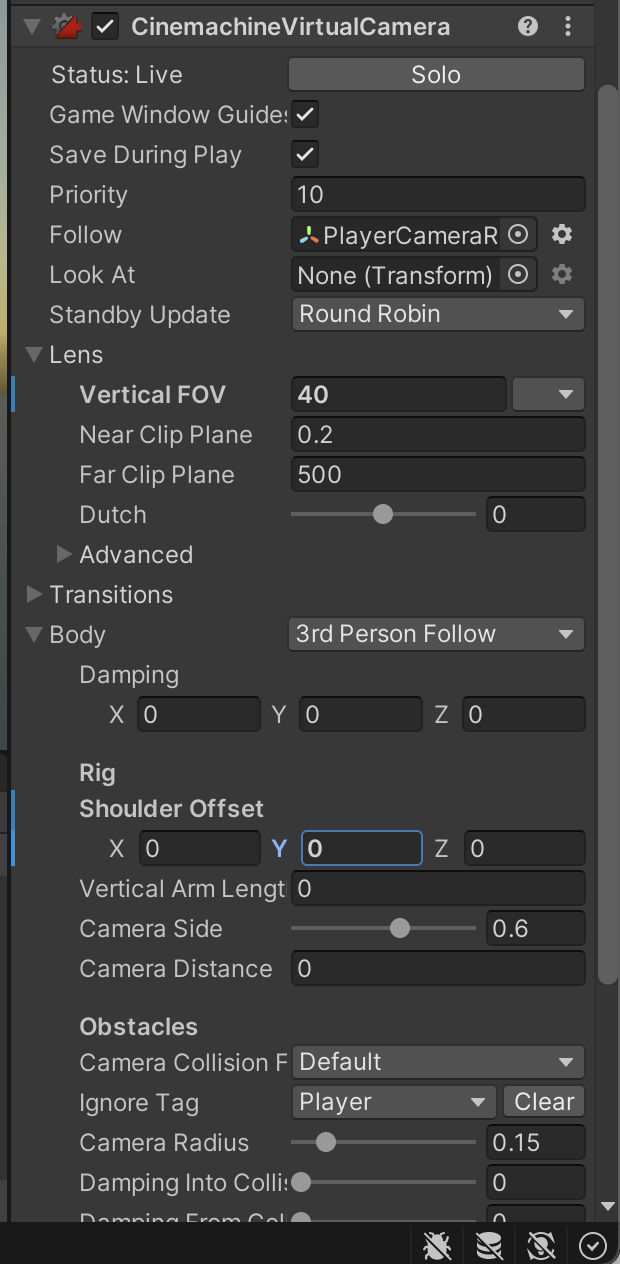 CinemachineVirtualCamera
Status: Live Solo
Game Window Guides
Save During Play
Priority 10
Follow PlayerCameraR
Look At None (Transform)
Standby Update Round Robin
Lens
Vertical FOV 40
Near Clip Plane 0.2
Far Clip Plane 500
Dutch 0
Advanced
Transitions
Body 3rd Person Follow
Damping
X 0 Y 0 Z 0
Rig
Shoulder Offset
X 0 Y 0 Z 0
Vertical Arm Lengt 0
Camera Side 0.6
Camera Distance 0
Obstacles
Camera Collision F Default
Ignore Tag Player Clear
Camera Radius 0.15
Damping Into Collis 0
Damping From Col 0